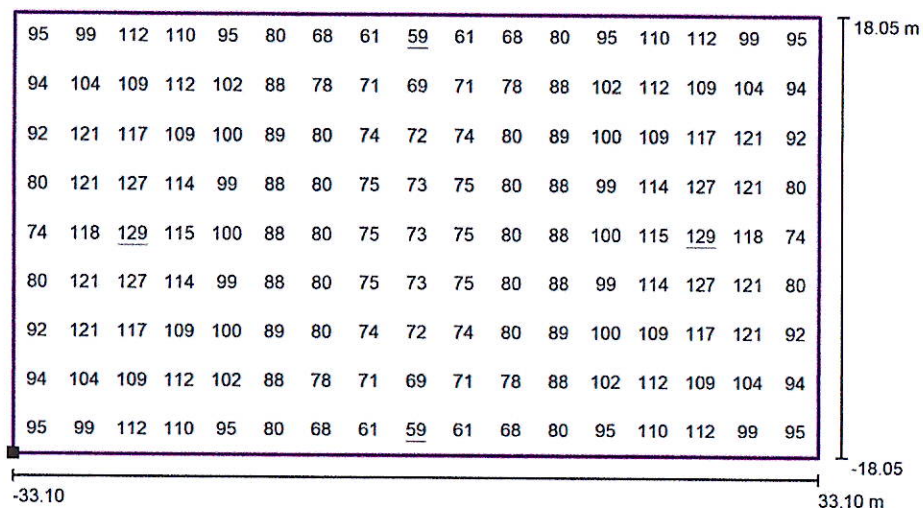 95 99 112 110 95 80 68 61 59 61 68 80 95 110 112 99 95
18.05 m
94 104 109 112 102 88 78 71 69 71 78 88 102 112 109 104 94
92 121 117 109 100 89 80 74 72 74 80 89 100 109 117 121 92
80 121 127 114 99 88 80 75 73 75 80 88 99 114 127 121 80
74 118 129 115 100 88 80 75 73 75 80 88 100 115 129 118 74
80 121 127 114 99 88 80 75 73 75 80 88 99 114 127 121 80
92 121 117 109 100 89 80 74 72 74 80 89 100 109 117 121 92
94 104 109 112 102 88 78 71 69 71 78 88 102 112 109 104 94
95 99 112 110 95 80 68 61 59 61 68 80 95 110 112 99 95
-18.05
-33.10
33.10 m